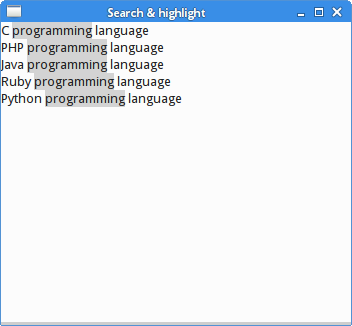 Search & highlight
C programming language
PHP programming language
Java programming language
Ruby programming language
Python programming language